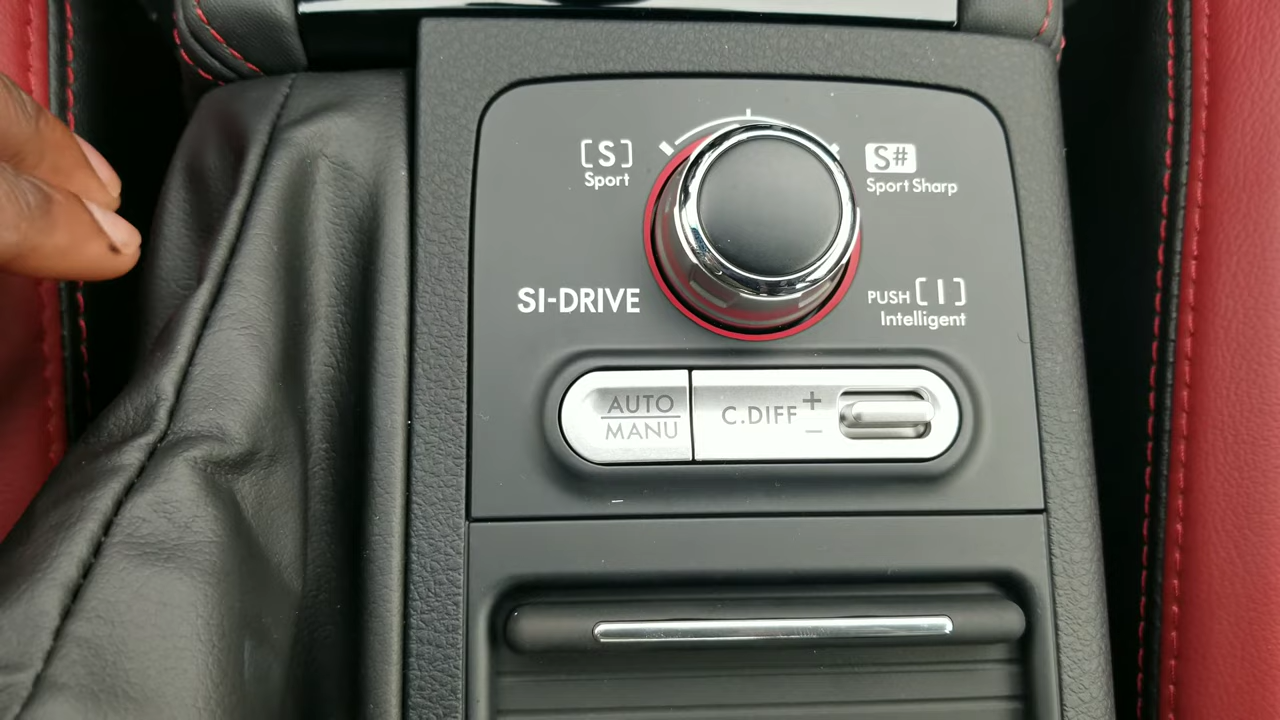 [S]
Sport
S#
Sport Sharp
SI-DRIVE
PUSH [I]
Intelligent
AUTO
MANU
C.DIFF + −